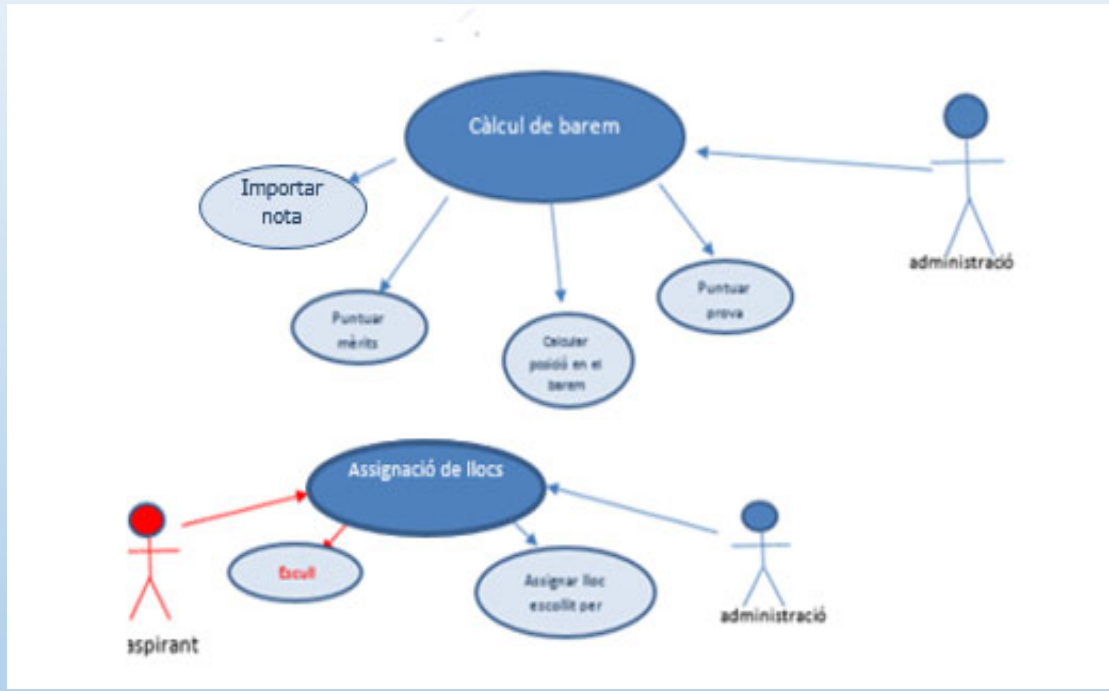 Càlcul de barem
Importar
nota
administració
Puntuar
prova
Puntuar
mèrits
Calcular
posició en el
barem
Assignació de llocs
Escull
Assignar lloc
escollit per
administració
aspirant